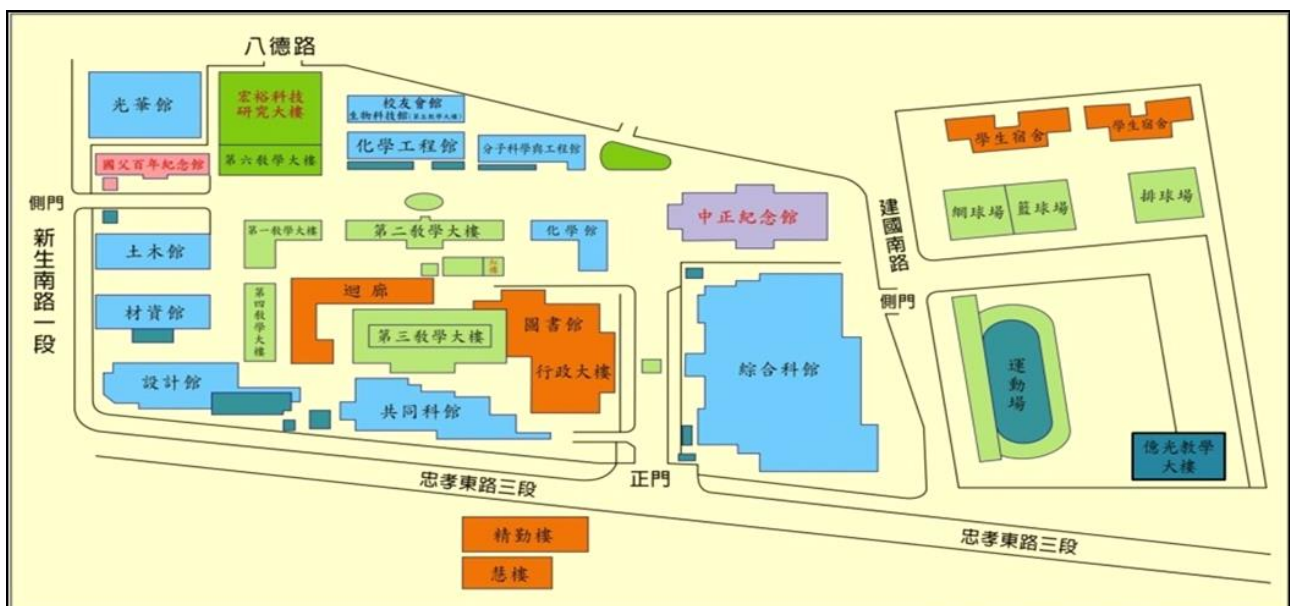 八德路
光華館
宏裕科技
研究大樓
校友會館
生物科技館(第五教學大樓)
化學工程館
分子科學與工程館
學生宿舍
學生宿舍
國父百年紀念館
第六教學大樓
側門
新生南路一段
土木館
第一教學大樓
第二教學大樓
化學館
中正紀念館
建國南路
網球場
籃球場
排球場
紅樓
材資館
第四教學大樓
迴廊
第三教學大樓
圖書館
行政大樓
綜合科館
側門
運動場
設計館
共同科館
億光教學
大樓
忠孝東路三段
正門
忠孝東路三段
精勤樓
慧樓